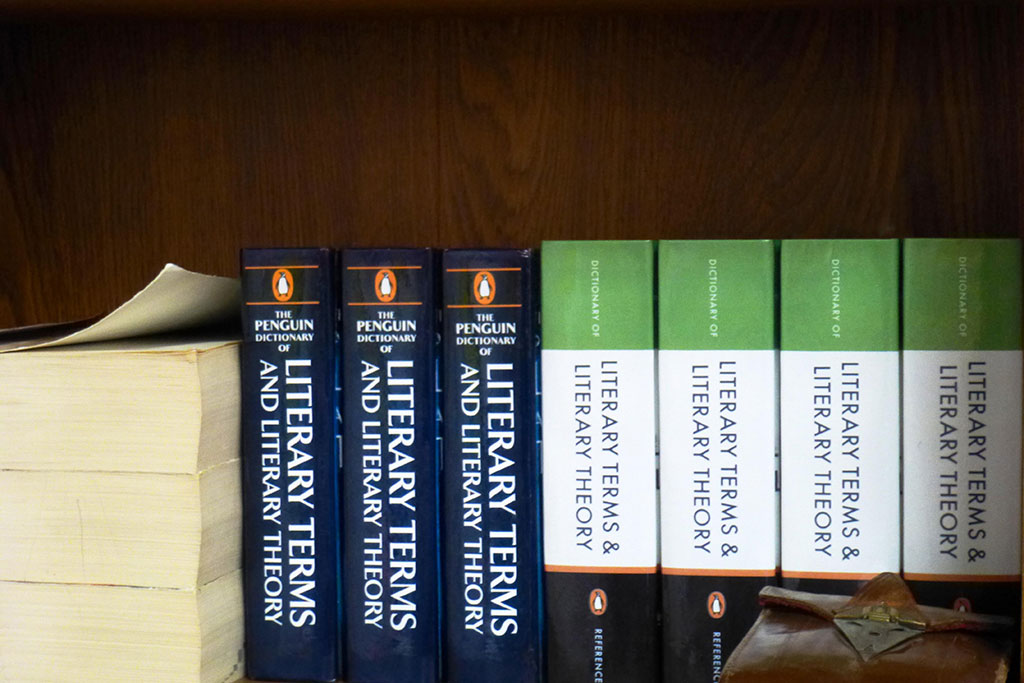 THE
PENGUIN
DICTIONARY
OF
LITERARY TERMS
AND LITERARY THEORY
THE
PENGUIN
DICTIONARY
OF
LITERARY TERMS
AND LITERARY THEORY
THE
PENGUIN
DICTIONARY
OF
LITERARY TERMS
AND LITERARY THEORY
DICTIONARY OF
LITERARY TERMS &
LITERARY THEORY
REFERENCE
DICTIONARY OF
LITERARY TERMS &
LITERARY THEORY
REFERENCE
DICTIONARY OF
LITERARY TERMS &
LITERARY THEORY
DICTIONARY OF
LITERARY TERMS &
LITERARY THEORY